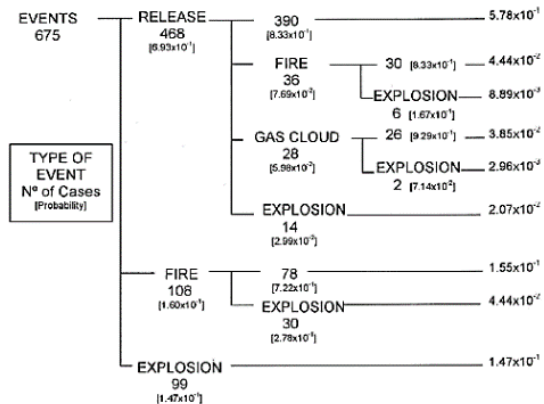 EVENTS
675
RELEASE
468
[6.93x10⁻¹]
390
[8.33x10⁻¹]
5.78x10⁻¹
FIRE
36
[7.69x10⁻²]
30 [8.33x10⁻¹]
4.44x10⁻²
EXPLOSION
6 [1.67x10⁻¹]
8.89x10⁻³
GAS CLOUD
28
[5.98x10⁻²]
26 [9.29x10⁻¹]
3.85x10⁻²
EXPLOSION
2 [7.14x10⁻²]
2.96x10⁻³
EXPLOSION
14
[2.99x10⁻²]
2.07x10⁻²
TYPE OF
EVENT
Nº of Cases
[Probability]
FIRE
108
[1.60x10⁻¹]
78
[7.22x10⁻¹]
1.55x10⁻¹
EXPLOSION
30
[2.78x10⁻¹]
4.44x10⁻²
EXPLOSION
99
[1.47x10⁻¹]
1.47x10⁻¹